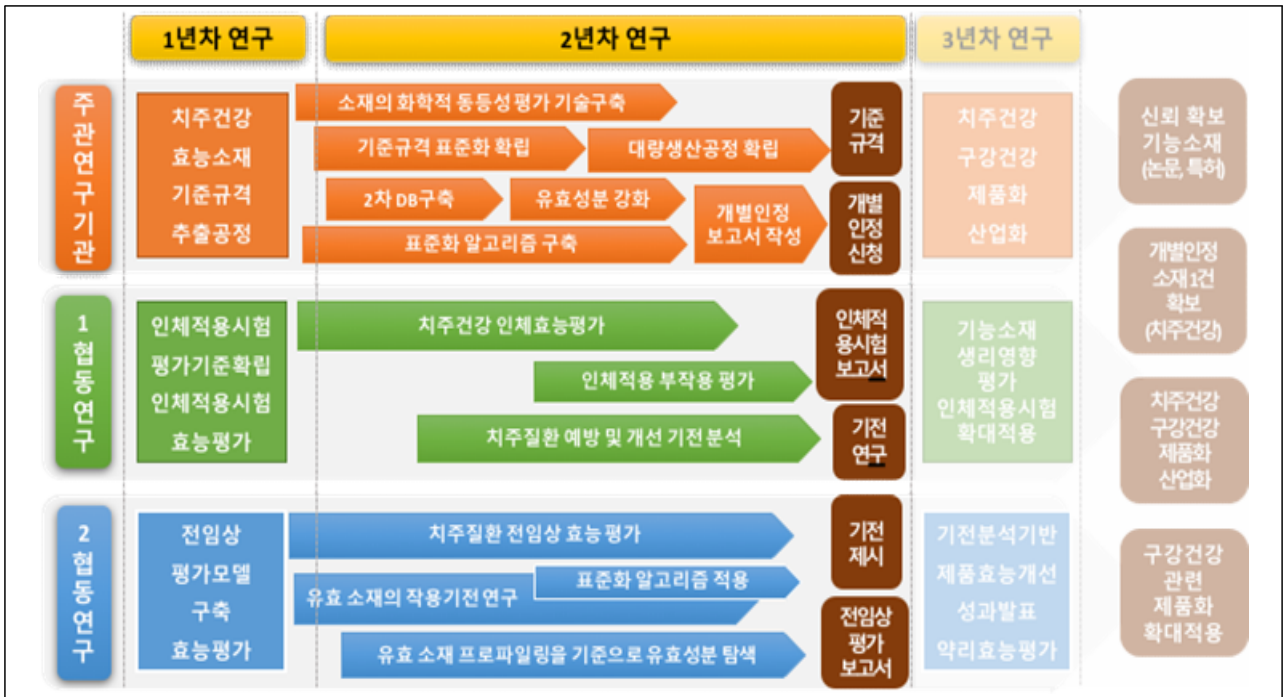 1년차 연구
2년차 연구
3년차 연구
주관연구기관
치주건강
효능소재
기준규격
추출공정
소재의 화학적 동등성 평가 기술구축
기준규격 표준화 확립
대량생산공정 확립
2차 DB구축
유효성분 강화
개별인정
보고서 작성
표준화 알고리즘 구축
기준
규격
개별
인정
신청
치주건강
구강건강
제품화
산업화
1협동연구
인체적용시험
평가기준확립
인체적용시험
효능평가
치주건강 인체효능평가
인체적용 부작용 평가
치주질환 예방 및 개선 기전 분석
인체적
용시험
보고서
기전
연구
기능소재
생리영향
평가
인체적용시험
확대적용
2협동연구
전임상
평가모델
구축
효능평가
치주질환 전임상 효능평가
표준화 알고리즘 적용
유효 소재의 작용기전 연구
유효 소재 프로파일링을 기준으로 유효성분 탐색
기전
제시
전임상
평가
보고서
기전분석기반
제품효능개선
성과발표
약리효능평가
신뢰 확보
기능소재
(논문, 특허)
개별인정
소재 1건
확보
(치주건강)
치주건강
구강건강
제품화
산업화
구강건강
관련
제품화
확대적용